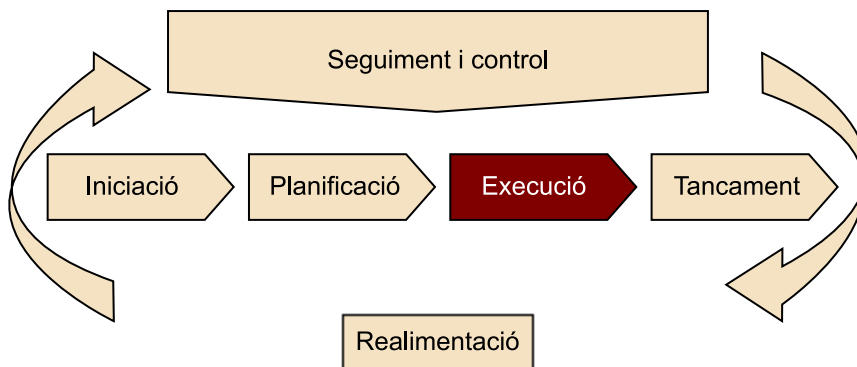 Seguiment i control
Iniciació
Planificació
Execució
Tancament
Realimentació